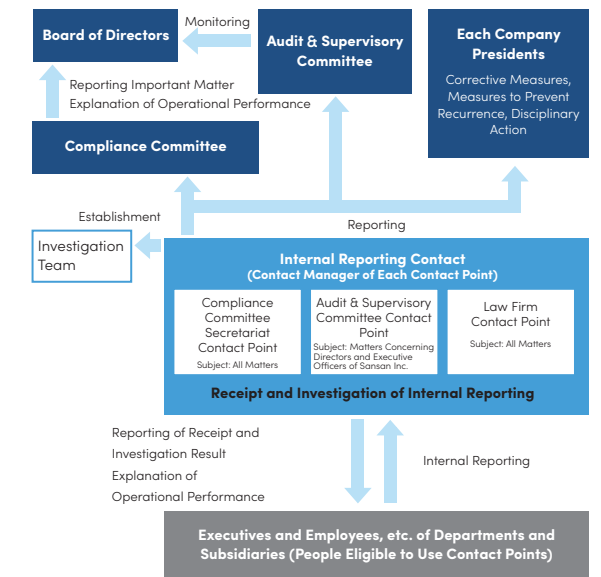 Board of Directors
Monitoring
Audit & Supervisory
Committee
Each Company
Presidents
Corrective Measures,
Measures to Prevent
Recurrence, Disciplinary
Action
Reporting Important Matter
Explanation of Operational Performance
Compliance Committee
Establishment
Reporting
Investigation
Team
Internal Reporting Contact
(Contact Manager of Each Contact Point)
Compliance
Committee
Secretariat
Contact Point
Subject: All Matters
Audit & Supervisory
Committee Contact
Point
Subject: Matters Concerning
Directors and Executive
Officers of Sansan Inc.
Law Firm
Contact Point
Subject: All Matters
Receipt and Investigation of Internal Reporting
Reporting of Receipt and
Investigation Result
Explanation of
Operational Performance
Internal Reporting
Executives and Employees, etc. of Departments and
Subsidiaries (People Eligible to Use Contact Points)